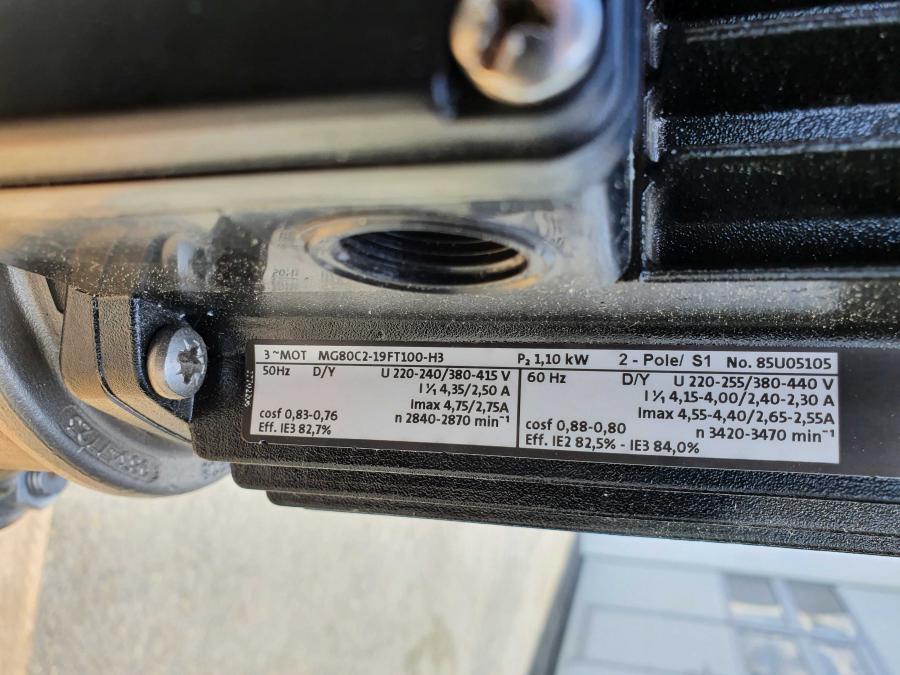 3 ~MOT MG80C2-19FT100-H3 P₂ 1,10 kW 2 - Pole/ S1 No. 85U05105
50Hz D/Y U 220-240/380-415 V
I ¹⁄₁ 4,35/2,50 A
Imax 4,75/2,75A
cosf 0,83-0,76 n 2840-2870 min⁻¹
Eff. IE3 82,7%
60 Hz D/Y U 220-255/380-440 V
I ¹⁄₁ 4,15-4,00/2,40-2,30 A
Imax 4,55-4,40/2,65-2,55A
cosf 0,88-0,80 n 3420-3470 min⁻¹
Eff. IE2 82,5% - IE3 84,0%